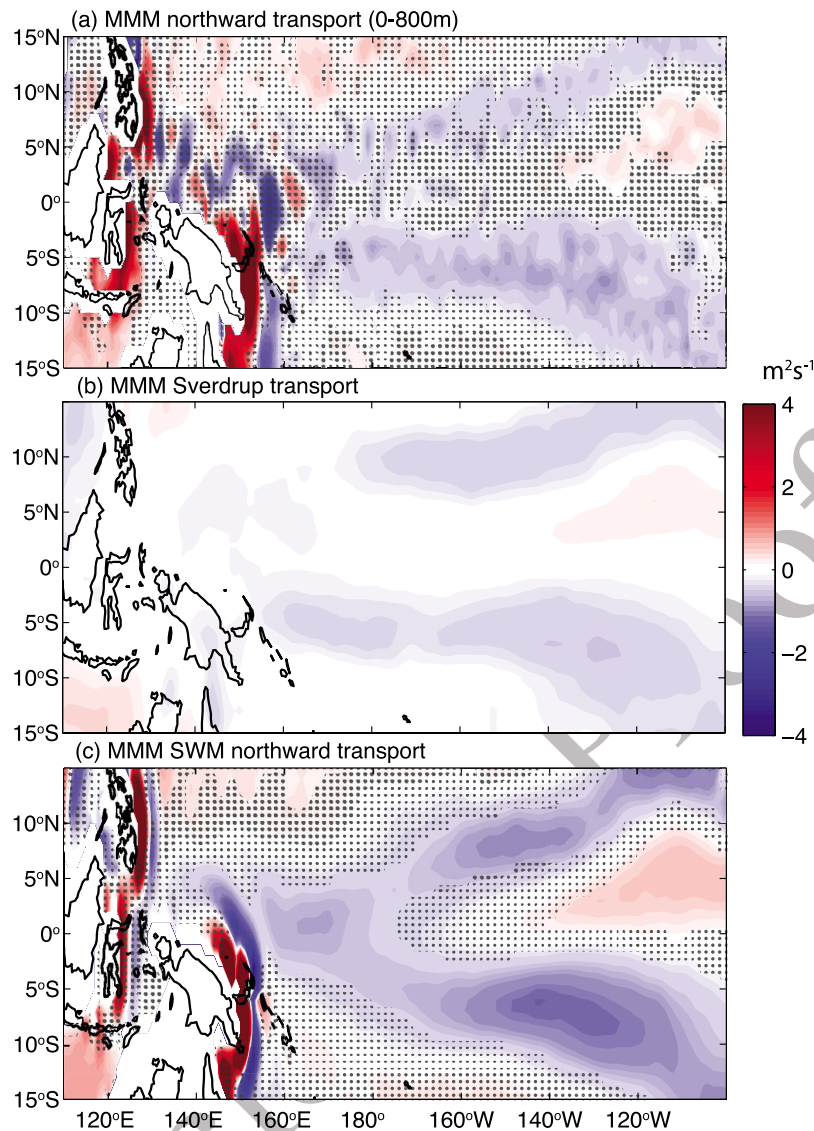 (a) MMM northward transport (0-800m)
15°N
10°N
5°N
0°
5°S
10°S
15°S
(b) MMM Sverdrup transport
10°N
5°N
0°
5°S
10°S
15°S
m²s⁻¹
4
2
0
−2
−4
(c) MMM SWM northward transport
10°N
5°N
0°
5°S
10°S
15°S
120°E 140°E 160°E 180° 160°W 140°W 120°W